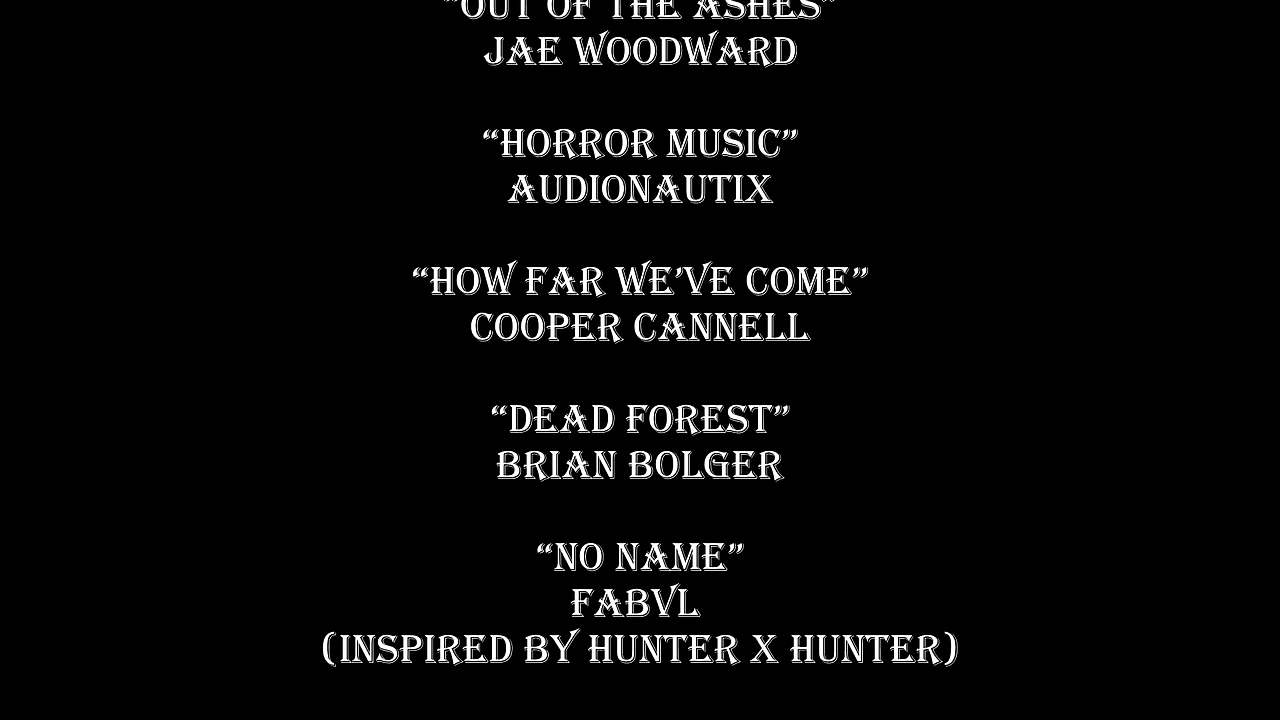 “OUT OF THE ASHES”
JAE WOODWARD
“HORROR MUSIC”
AUDIONAUTIX
“HOW FAR WE’VE COME”
COOPER CANNELL
“DEAD FOREST”
BRIAN BOLGER
“NO NAME”
FABVL
(INSPIRED BY HUNTER X HUNTER)